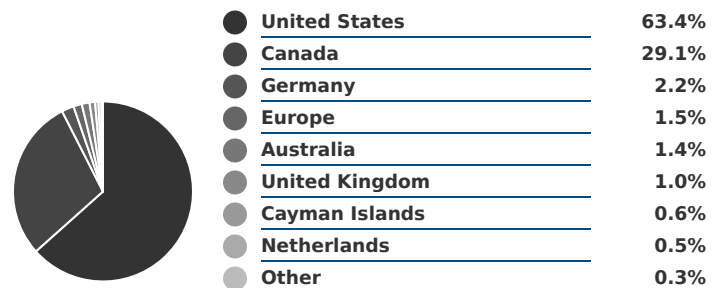 United States 63.4%
Canada 29.1%
Germany 2.2%
Europe 1.5%
Australia 1.4%
United Kingdom 1.0%
Cayman Islands 0.6%
Netherlands 0.5%
Other 0.3%